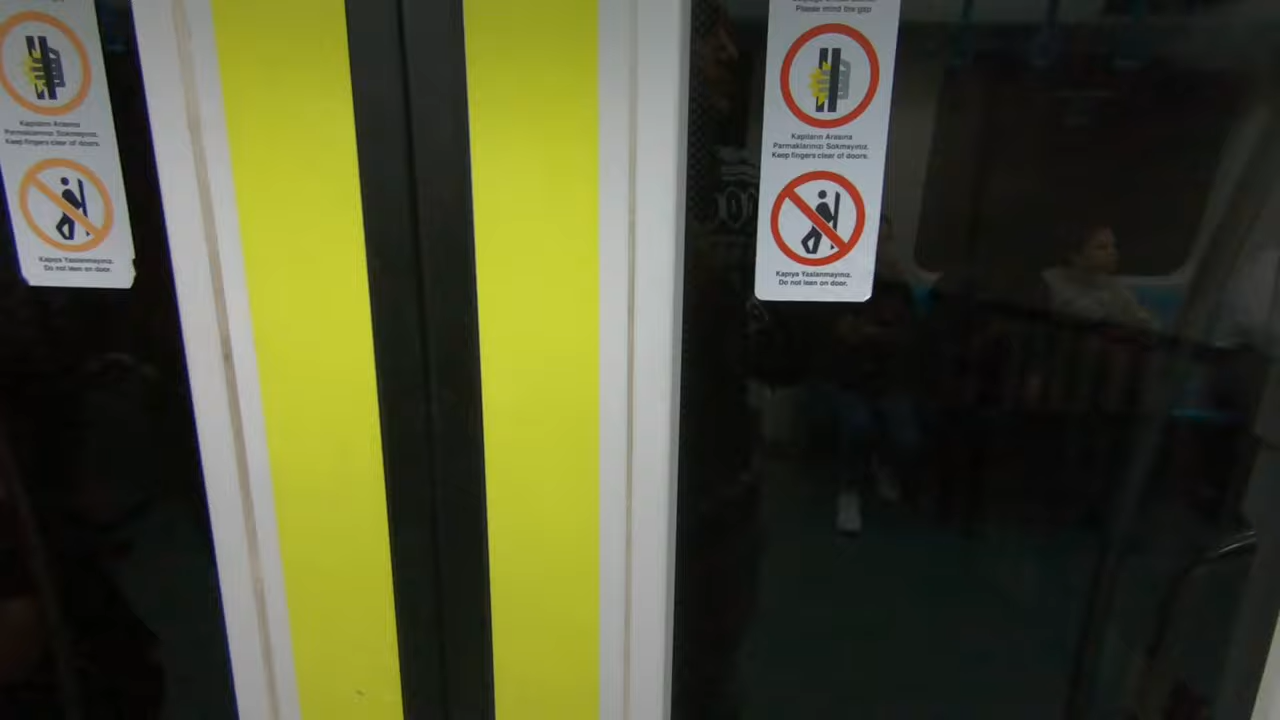 Kapıların Arasına
Parmaklarınızı Sokmayınız.
Keep fingers clear of doors.
Kapıya Yaslanmayınız.
Do not lean on door.
Please mind the gap
Kapıların Arasına
Parmaklarınızı Sokmayınız.
Keep fingers clear of doors.
Kapıya Yaslanmayınız.
Do not lean on door.